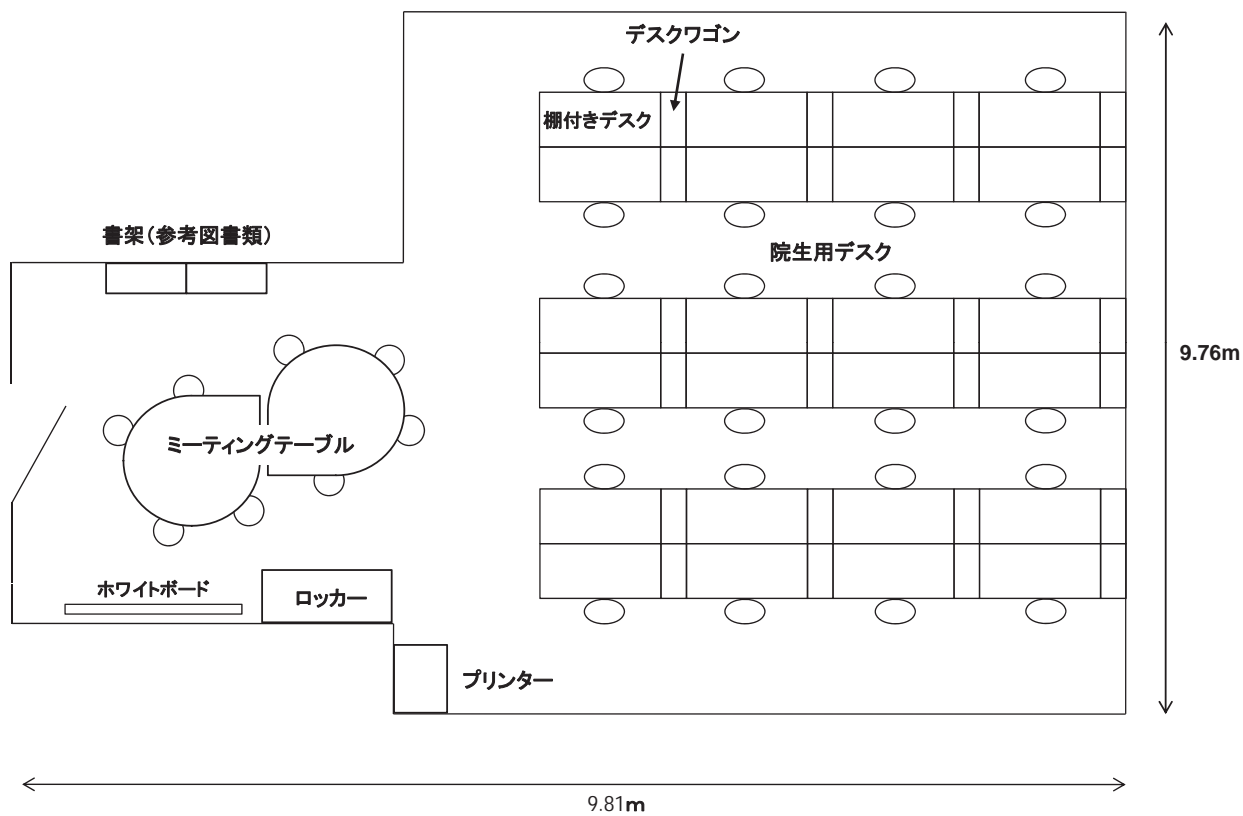 デスクワゴン
棚付きデスク
書架(参考図書類)
院生用デスク
9.76m
ミーティングテーブル
ホワイトボード
ロッカー
プリンター
9.81m